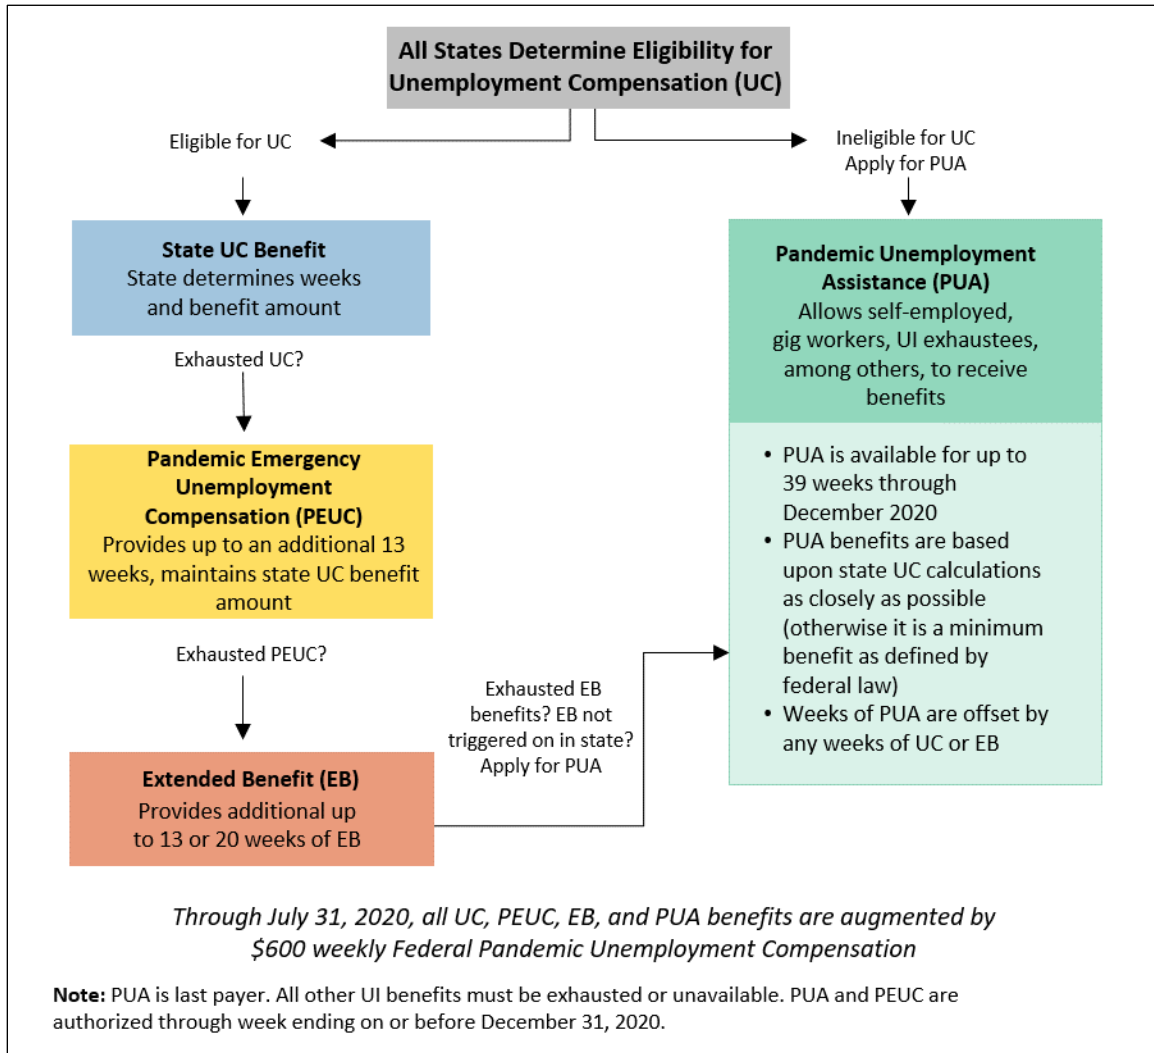 All States Determine Eligibility for
Unemployment Compensation (UC)
Eligible for UC
Ineligible for UC
Apply for PUA
State UC Benefit
State determines weeks
and benefit amount
Exhausted UC?
Pandemic Emergency
Unemployment
Compensation (PEUC)
Provides up to an additional 13
weeks, maintains state UC benefit
amount
Exhausted PEUC?
Extended Benefit (EB)
Provides additional up
to 13 or 20 weeks of EB
Exhausted EB
benefits? EB not
triggered on in state?
Apply for PUA
Pandemic Unemployment
Assistance (PUA)
Allows self-employed,
gig workers, UI exhaustees,
among others, to receive
benefits
• PUA is available for up to
39 weeks through
December 2020
• PUA benefits are based
upon state UC calculations
as closely as possible
(otherwise it is a minimum
benefit as defined by
federal law)
• Weeks of PUA are offset by
any weeks of UC or EB
Through July 31, 2020, all UC, PEUC, EB, and PUA benefits are augmented by
$600 weekly Federal Pandemic Unemployment Compensation
Note: PUA is last payer. All other UI benefits must be exhausted or unavailable. PUA and PEUC are
authorized through week ending on or before December 31, 2020.